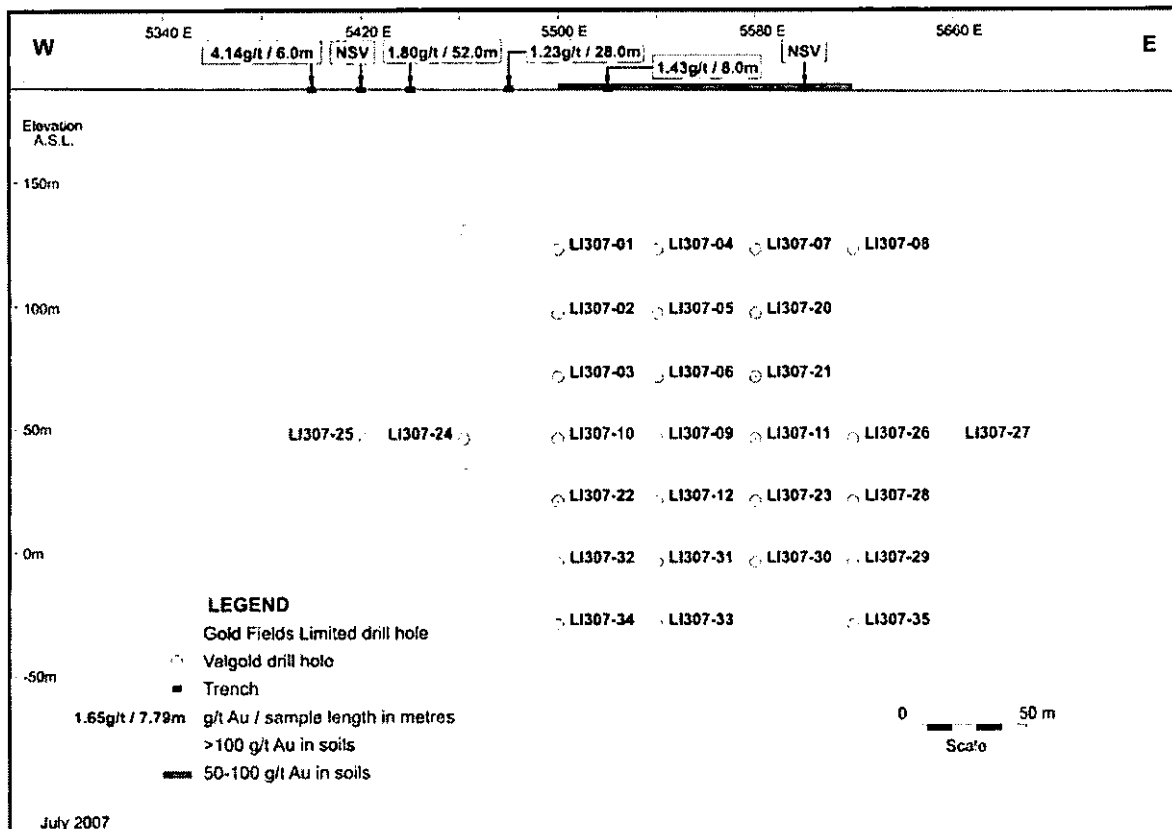 5340 E 5420 E 5500 E 5580 E 5660 E
W E
4.14g/t / 6.0m NSV 1.80g/t / 52.0m 1.23g/t / 28.0m NSV
1.43g/t / 8.0m
Elevation
A.S.L.
150m
LI307-01 LI307-04 LI307-07 LI307-08
100m LI307-02 LI307-05 LI307-20
LI307-03 LI307-06 LI307-21
50m LI307-25 LI307-24 LI307-10 LI307-09 LI307-11 LI307-26 LI307-27
LI307-22 LI307-12 LI307-23 LI307-28
0m LI307-32 LI307-31 LI307-30 LI307-29
LEGEND
LI307-34 LI307-33 LI307-35
Gold Fields Limited drill hole
Valgold drill hole
-50m
Trench
1.65g/t / 7.79m g/t Au / sample length in metres
0 50 m
>100 g/t Au in soils
Scale
50-100 g/t Au in soils
July 2007